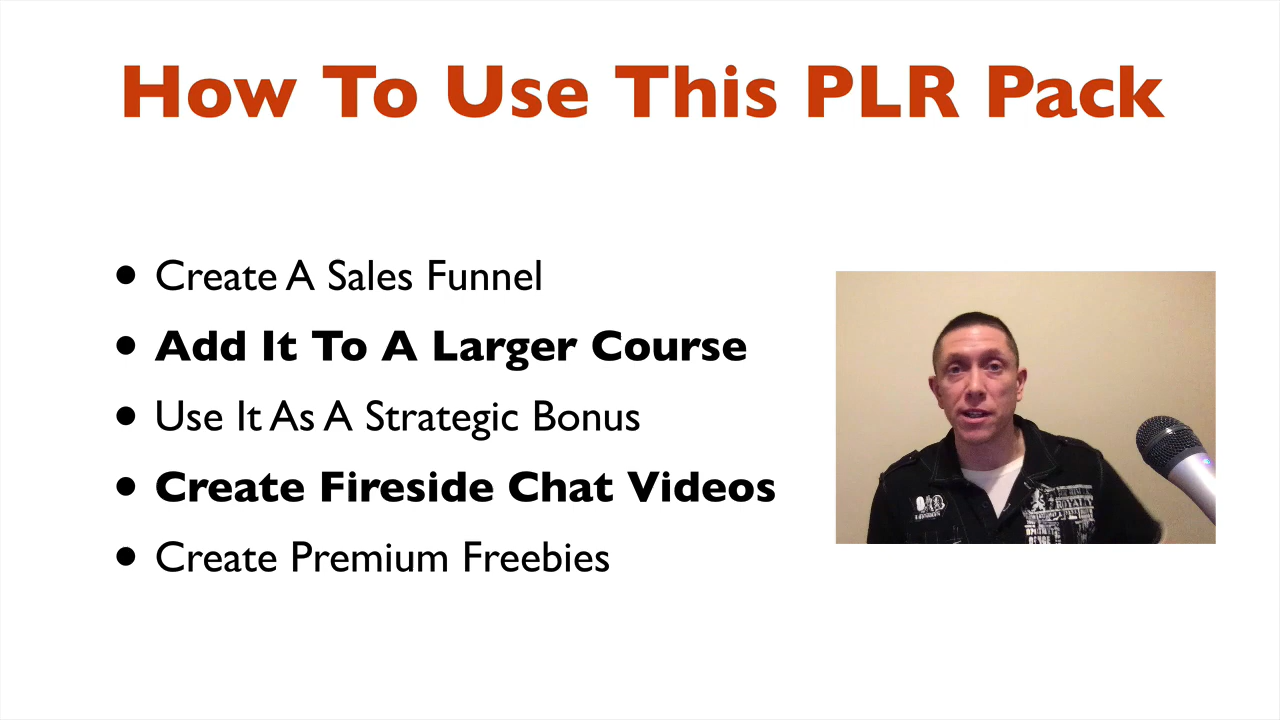 How To Use This PLR Pack
• Create A Sales Funnel
• Add It To A Larger Course
• Use It As A Strategic Bonus
• Create Fireside Chat Videos
• Create Premium Freebies
ROYALTY